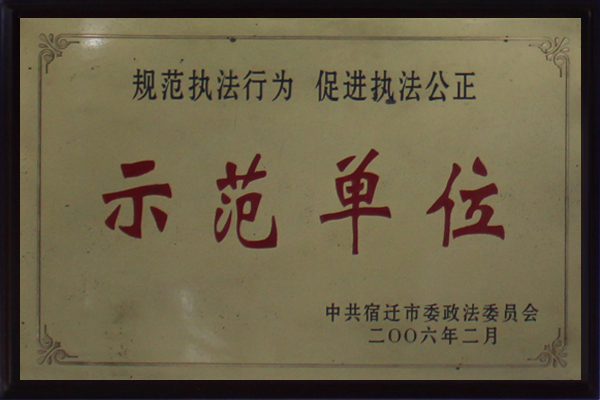 规范执法行为 促进执法公正
示范单位
中共宿迁市委政法委员会
二〇〇六年二月